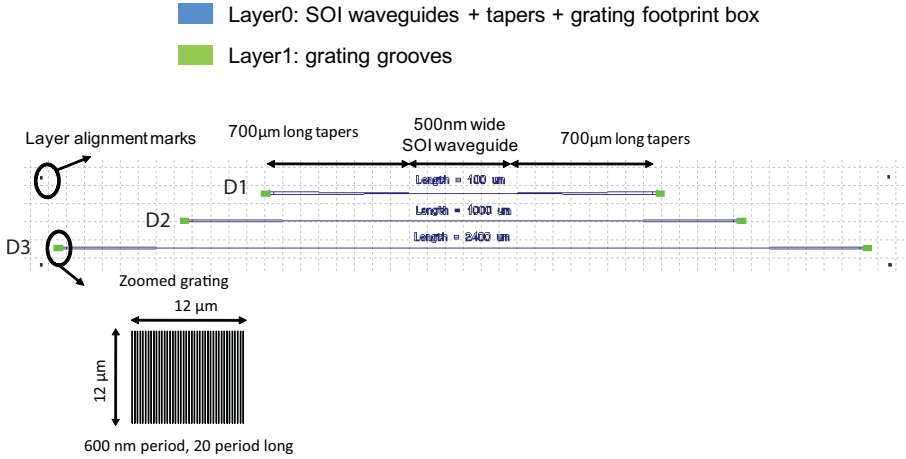 Layer0: SOI waveguides + tapers + grating footprint box
Layer1: grating grooves
Layer alignment marks
700µm long tapers
500nm wide
SOI waveguide
700µm long tapers
D1
Length = 100 um
D2
Length = 1000 um
D3
Length = 2400 um
Zoomed grating
12 µm
12 µm
600 nm period, 20 period long